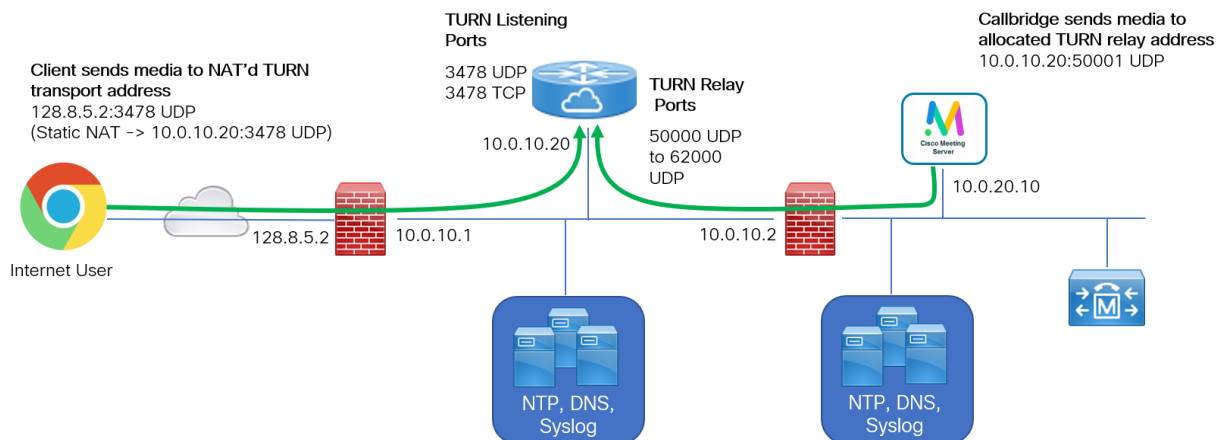 TURN Listening
Ports
3478 UDP
3478 TCP
Callbridge sends media to
allocated TURN relay address
10.0.10.20:50001 UDP
Client sends media to NAT'd TURN
transport address
128.8.5.2:3478 UDP
(Static NAT -> 10.0.10.20:3478 UDP)
TURN Relay
Ports
50000 UDP
to 62000
UDP
10.0.10.20
Cisco Meeting
Server
10.0.20.10
128.8.5.2
10.0.10.1
10.0.10.2
Internet User
M
NTP, DNS,
Syslog
NTP, DNS,
Syslog